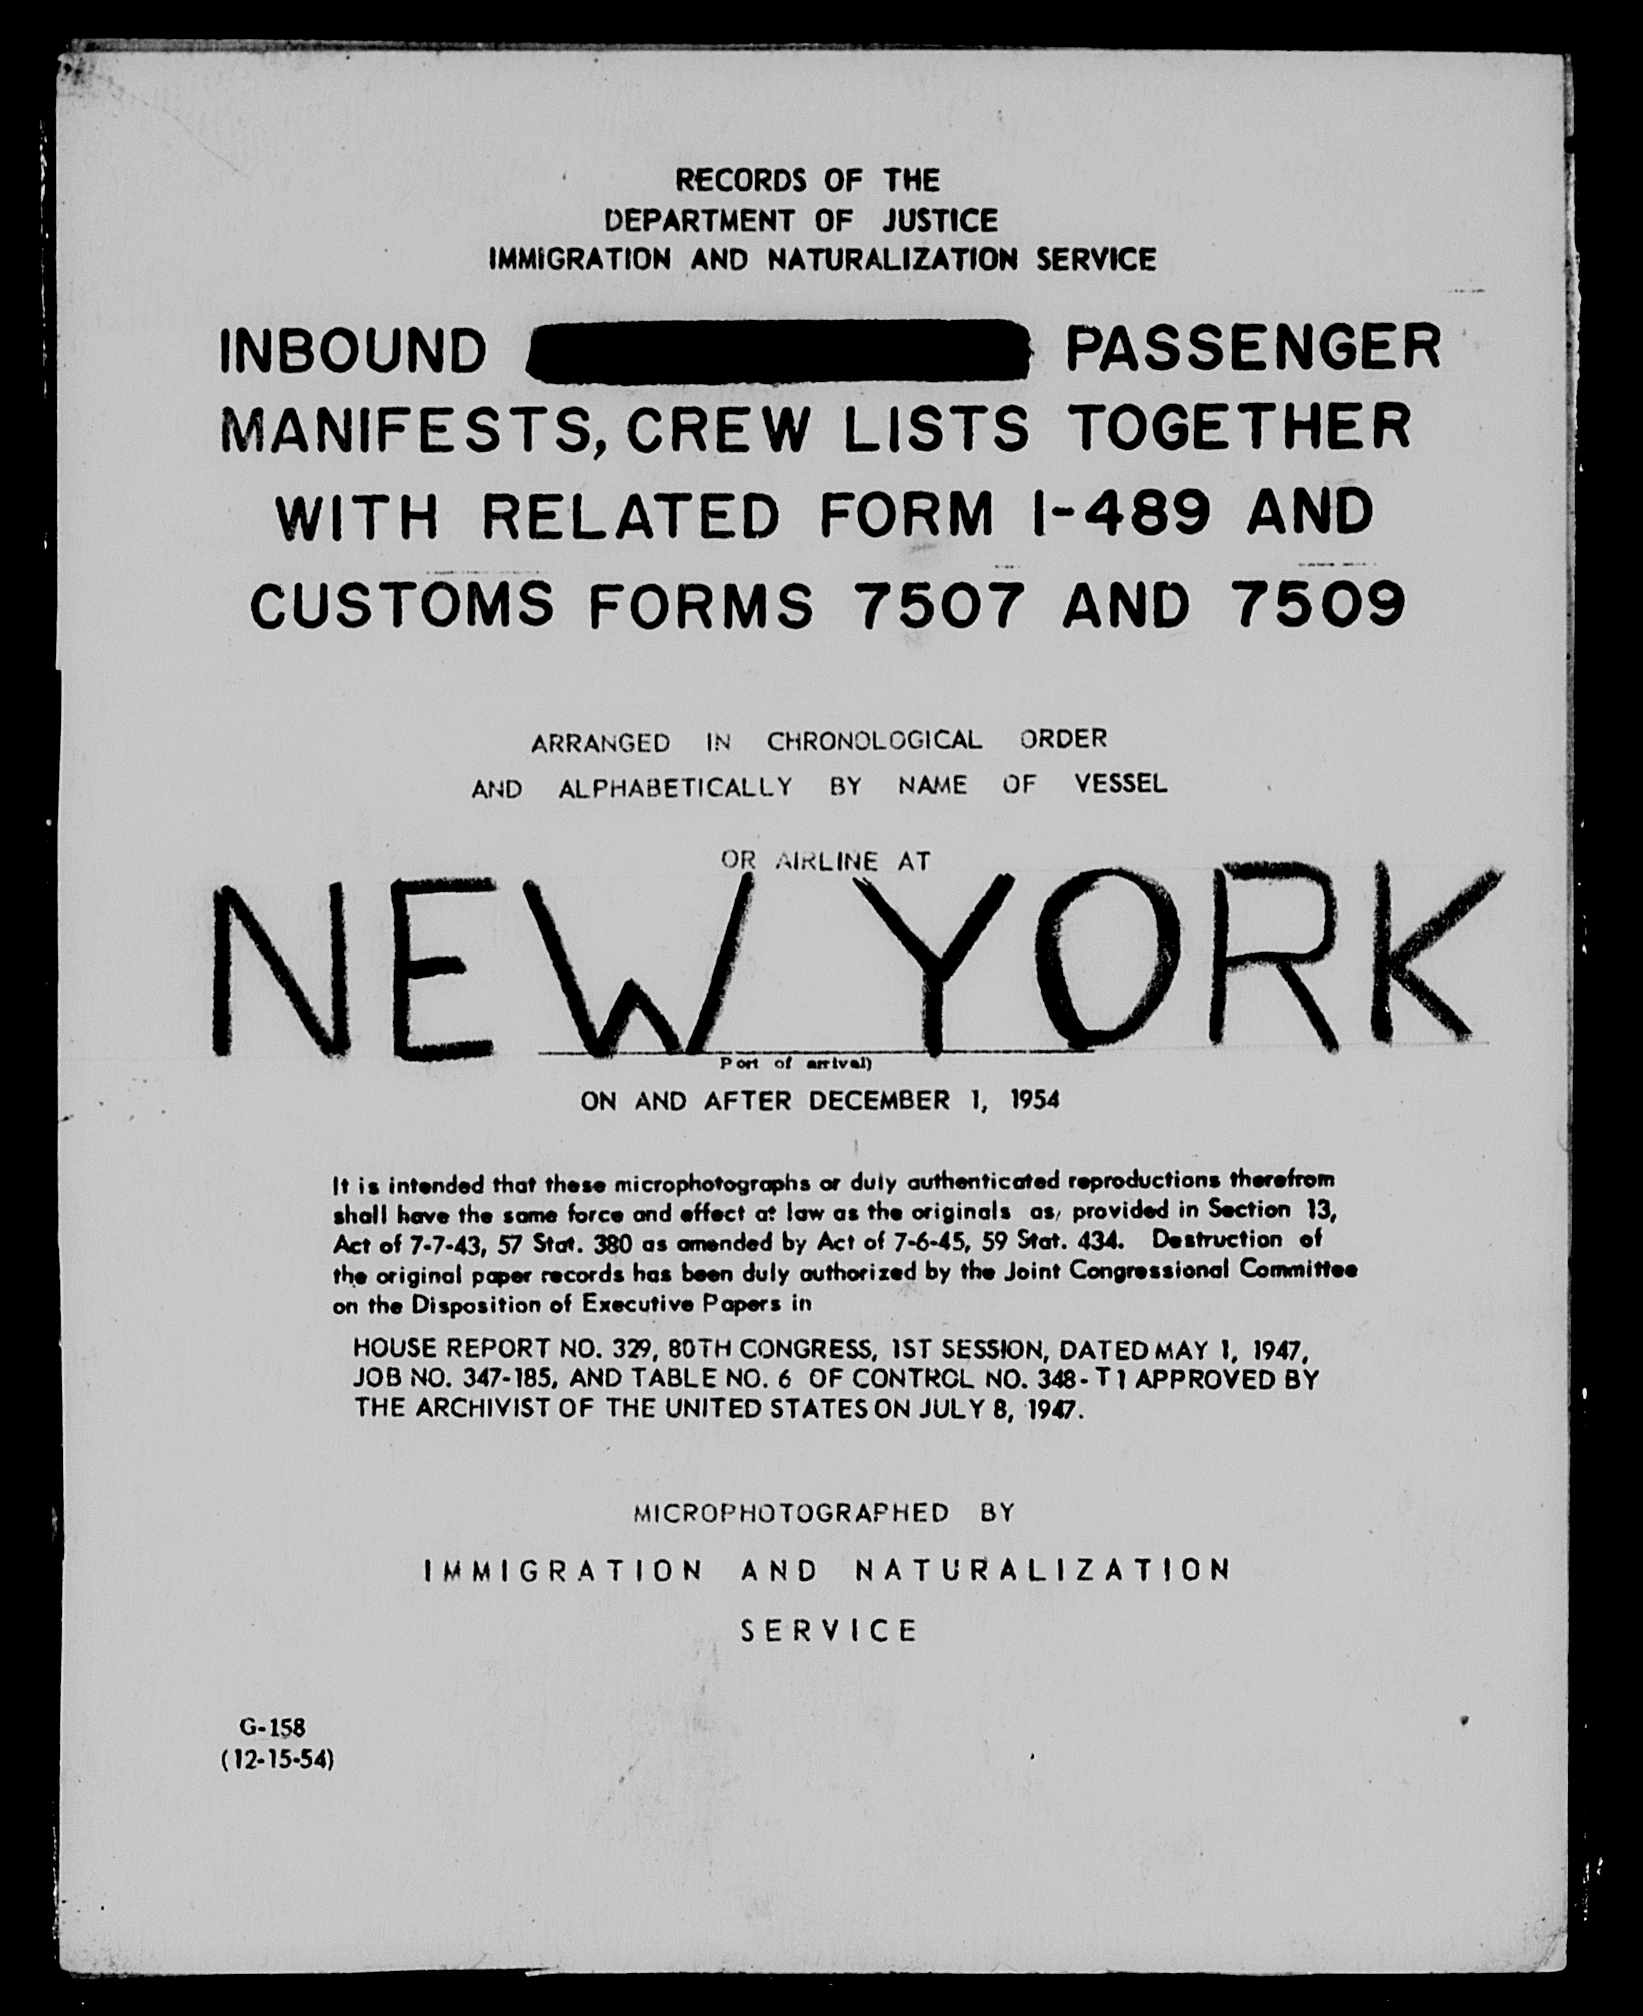 RECORDS OF THE
DEPARTMENT OF JUSTICE
IMMIGRATION AND NATURALIZATION SERVICE
INBOUND PASSENGER
MANIFESTS, CREW LISTS TOGETHER
WITH RELATED FORM I-489 AND
CUSTOMS FORMS 7507 AND 7509
ARRANGED IN CHRONOLOGICAL ORDER
AND ALPHABETICALLY BY NAME OF VESSEL
OR AIRLINE AT
NEW YORK
Port of arrival)
ON AND AFTER DECEMBER 1, 1954
It is intended that these microphotographs or duly authenticated reproductions therefrom
shall have the same force and effect at law as the originals as, provided in Section 13,
Act of 7-7-43, 57 Stat. 380 as amended by Act of 7-6-45, 59 Stat. 434. Destruction of
the original paper records has been duly authorized by the Joint Congressional Committee
on the Disposition of Executive Papers in
HOUSE REPORT NO. 329, 80TH CONGRESS, 1ST SESSION, DATED MAY 1, 1947,
JOB NO. 347-185, AND TABLE NO. 6 OF CONTROL NO. 348-T1 APPROVED BY
THE ARCHIVIST OF THE UNITED STATES ON JULY 8, 1947.
MICROPHOTOGRAPHED BY
IMMIGRATION AND NATURALIZATION
SERVICE
G-158
(12-15-54)